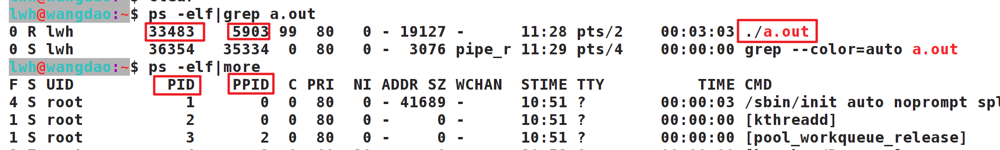 lwh@wangdao:~$ ps -elf|grep a.out
0 R lwh 33483 5903 99 80 0 - 19127 - 11:28 pts/2 00:03:03 ./a.out
0 S lwh 36354 35334 0 80 0 - 3076 pipe_r 11:29 pts/4 00:00:00 grep --color=auto a.out
lwh@wangdao:~$ ps -elf|more
F S UID PID PPID C PRI NI ADDR SZ WCHAN STIME TTY TIME CMD
4 S root 1 0 0 80 0 - 41689 - 10:51 ? 00:00:03 /sbin/init auto noprompt spl
1 S root 2 0 0 80 0 - 0 - 10:51 ? 00:00:00 [kthreadd]
1 S root 3 2 0 80 0 - 0 - 10:51 ? 00:00:00 [pool_workqueue_release]